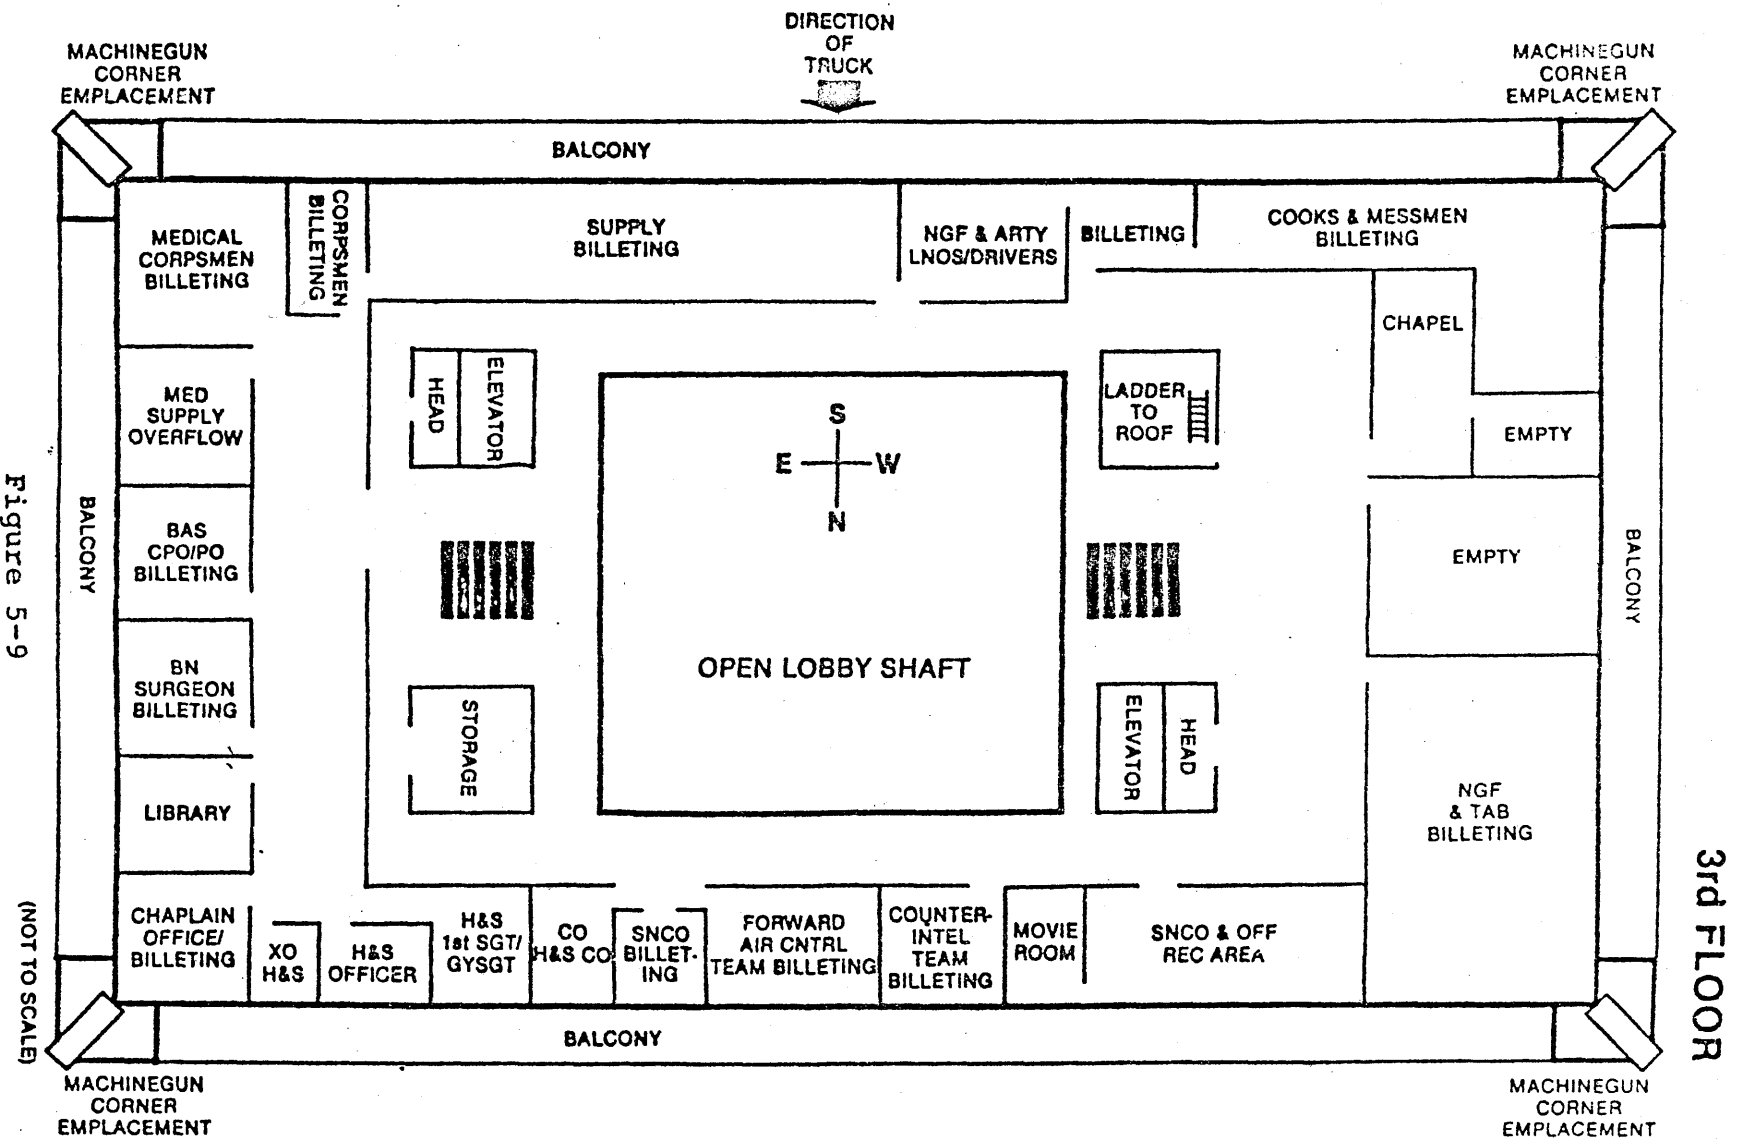 DIRECTION
OF
TRUCK
MACHINEGUN
CORNER
EMPLACEMENT
MACHINEGUN
CORNER
EMPLACEMENT
BALCONY
MEDICAL
CORPSMEN
BILLETING
CORPSMEN
BILLETING
SUPPLY
BILLETING
NGF & ARTY
LNOS/DRIVERS
BILLETING
COOKS & MESSMEN
BILLETING
CHAPEL
EMPTY
MED
SUPPLY
OVERFLOW
HEAD
ELEVATOR
S
E W
N
LADDER
TO
ROOF
BALCONY
BAS
CPO/PO
BILLETING
EMPTY
BALCONY
BN
SURGEON
BILLETING
STORAGE
OPEN LOBBY SHAFT
ELEVATOR
HEAD
LIBRARY
NGF
& TAB
BILLETING
CHAPLAIN
OFFICE/
BILLETING
XO
H&S
H&S
OFFICER
H&S
1st SGT/
GYSGT
CO
H&S CO
SNCO
BILLET-
ING
FORWARD
AIR CNTRL
TEAM BILLETING
COUNTER-
INTEL
TEAM
BILLETING
MOVIE
ROOM
SNCO & OFF
REC AREA
BALCONY
MACHINEGUN
CORNER
EMPLACEMENT
MACHINEGUN
CORNER
EMPLACEMENT
Figure 5-9
(NOT TO SCALE)
3rd FLOOR